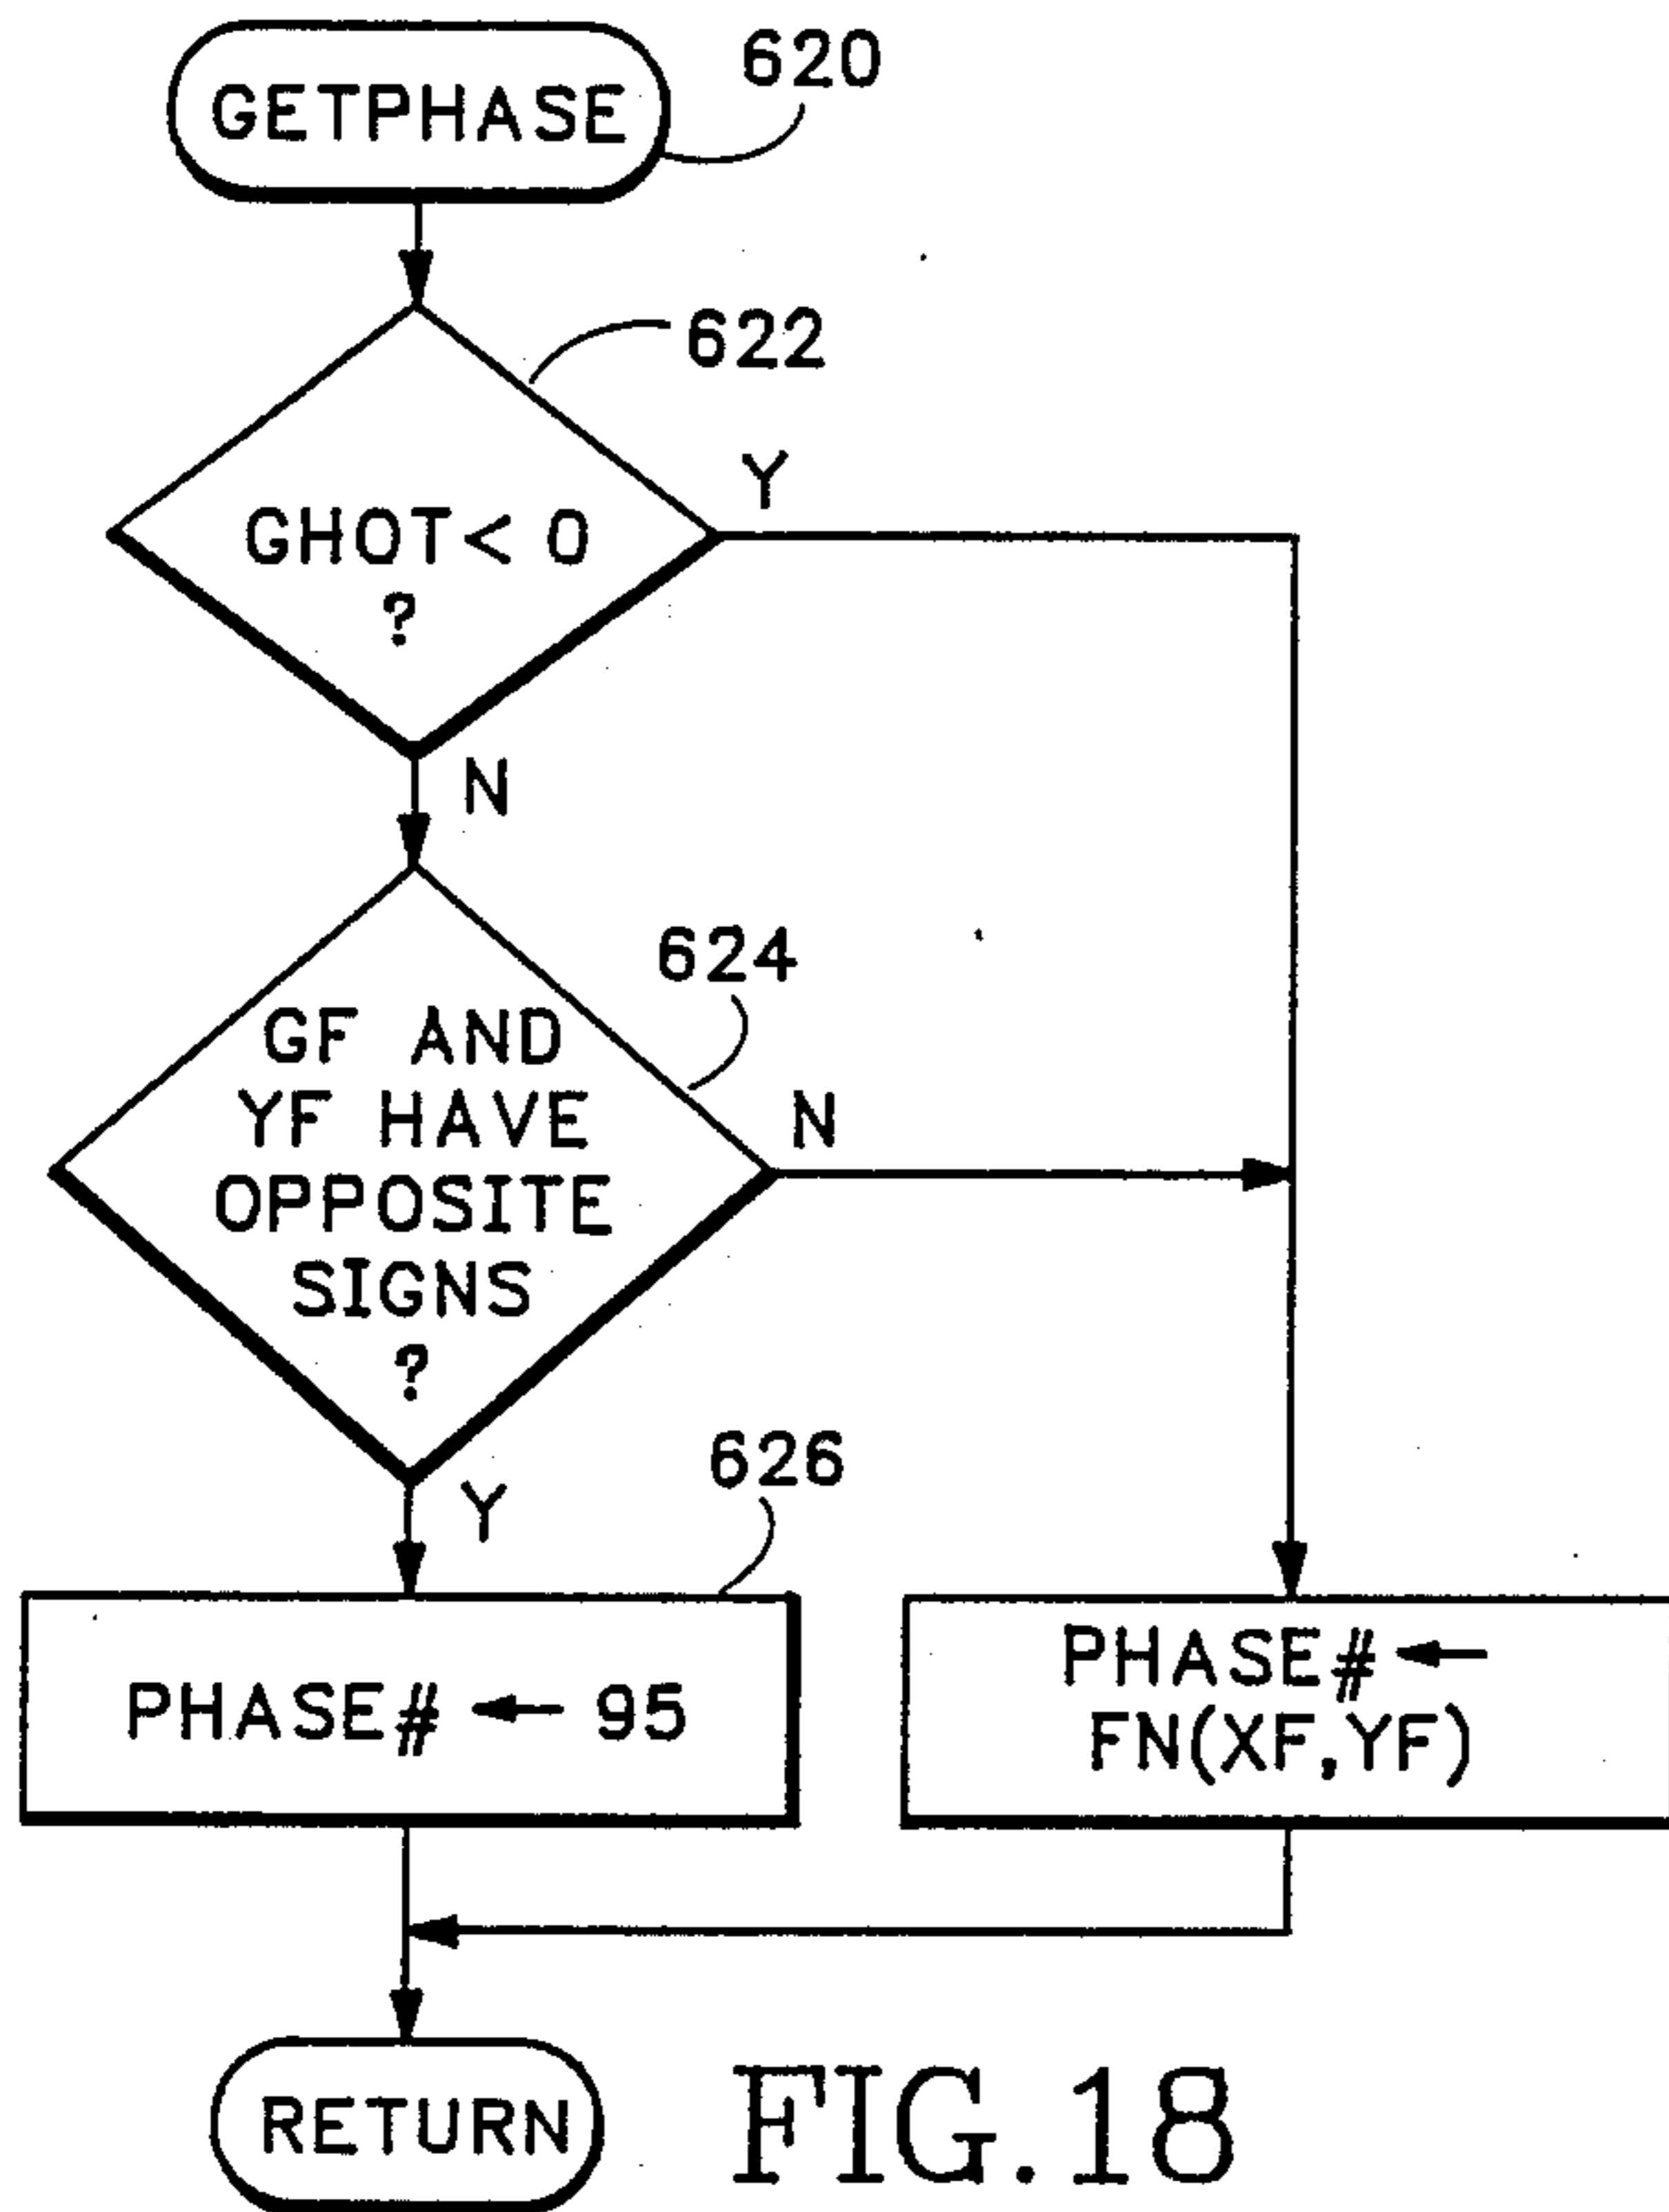 GETPHASE
620
622
GHOT< 0
?
Y
N
624
GF AND
YF HAVE
OPPOSITE
SIGNS
?
N
Y
626
PHASE# ← 95
PHASE# ←
FN(XF,YF)
RETURN
FIG.18